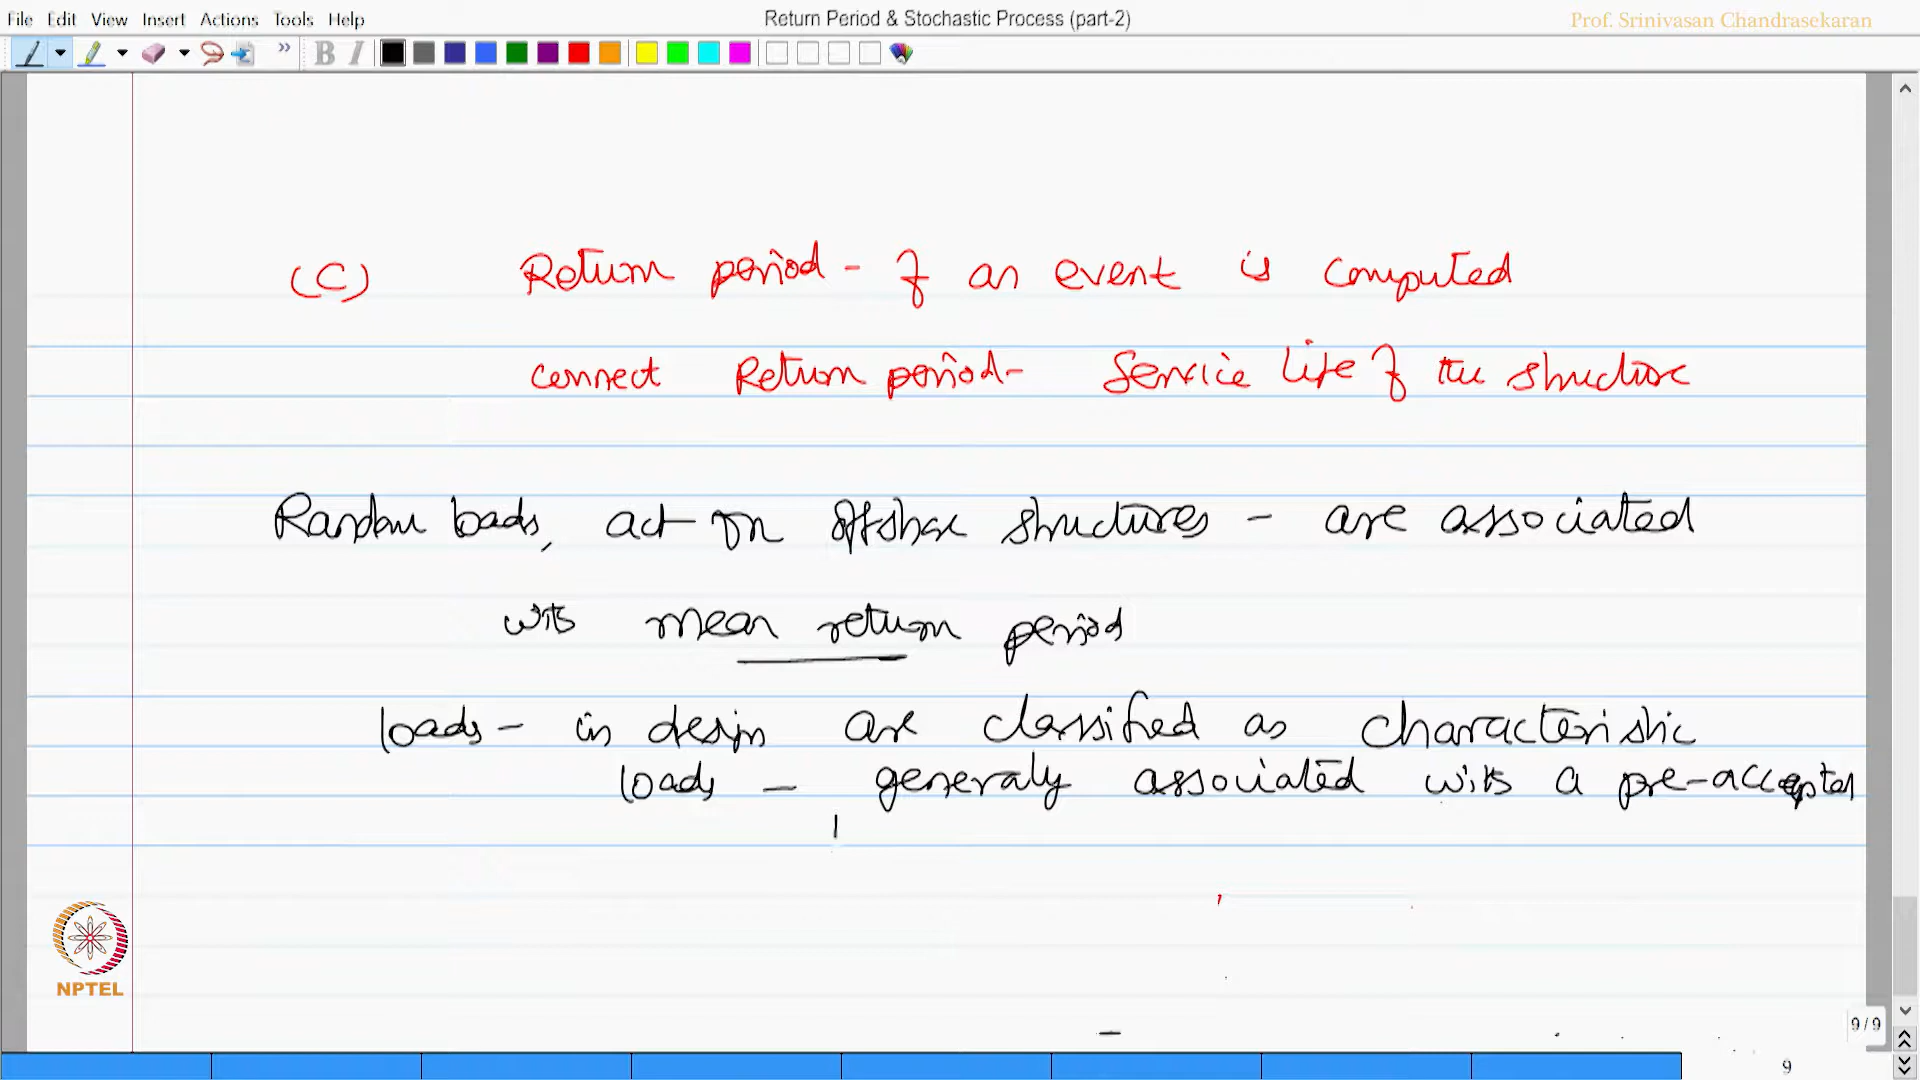 File Edit View Insert Actions Tools Help
Return Period & Stochastic Process (part-2)
Prof. Srinivasan Chandrasekaran
B I
(C) Return period - of an event is computed
connect Return period - Service life of the structure
Random loads, act on offshore structures - are associated
with mean return period
loads - in design are classified as characteristic
loads - generaly associated with a pre-accepted
NPTEL
9/9
9